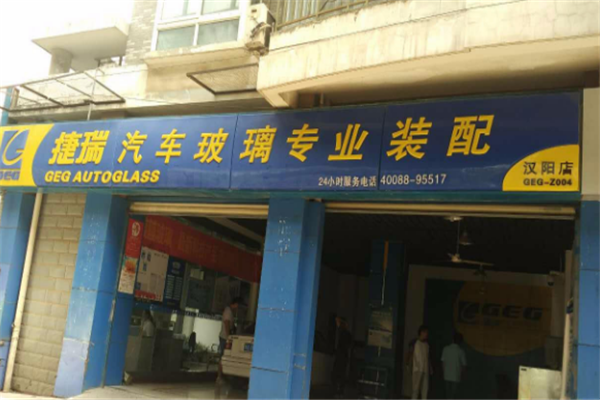 捷瑞 汽车玻璃专业装配
GEG AUTOGLASS
GEG
24小时服务电话 40088-95517
汉阳店
GEG-Z004
GEG